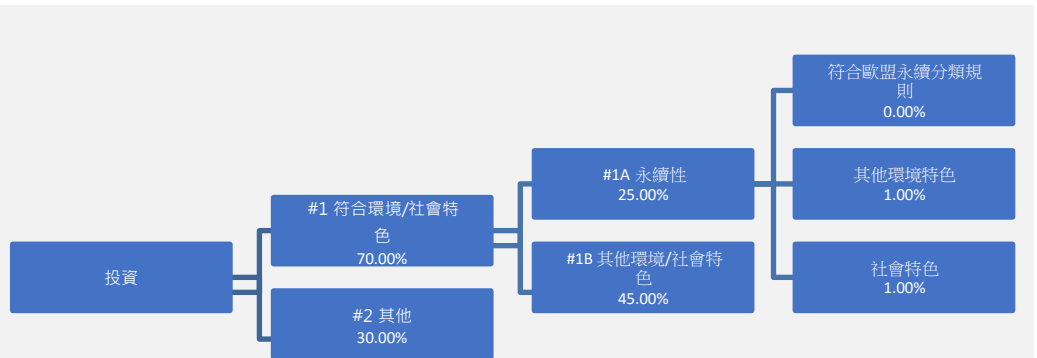 投資
#1 符合環境/社會特
色
70.00%
#2 其他
30.00%
#1A 永續性
25.00%
#1B 其他環境/社會特
色
45.00%
符合歐盟永續分類規
則
0.00%
其他環境特色
1.00%
社會特色
1.00%